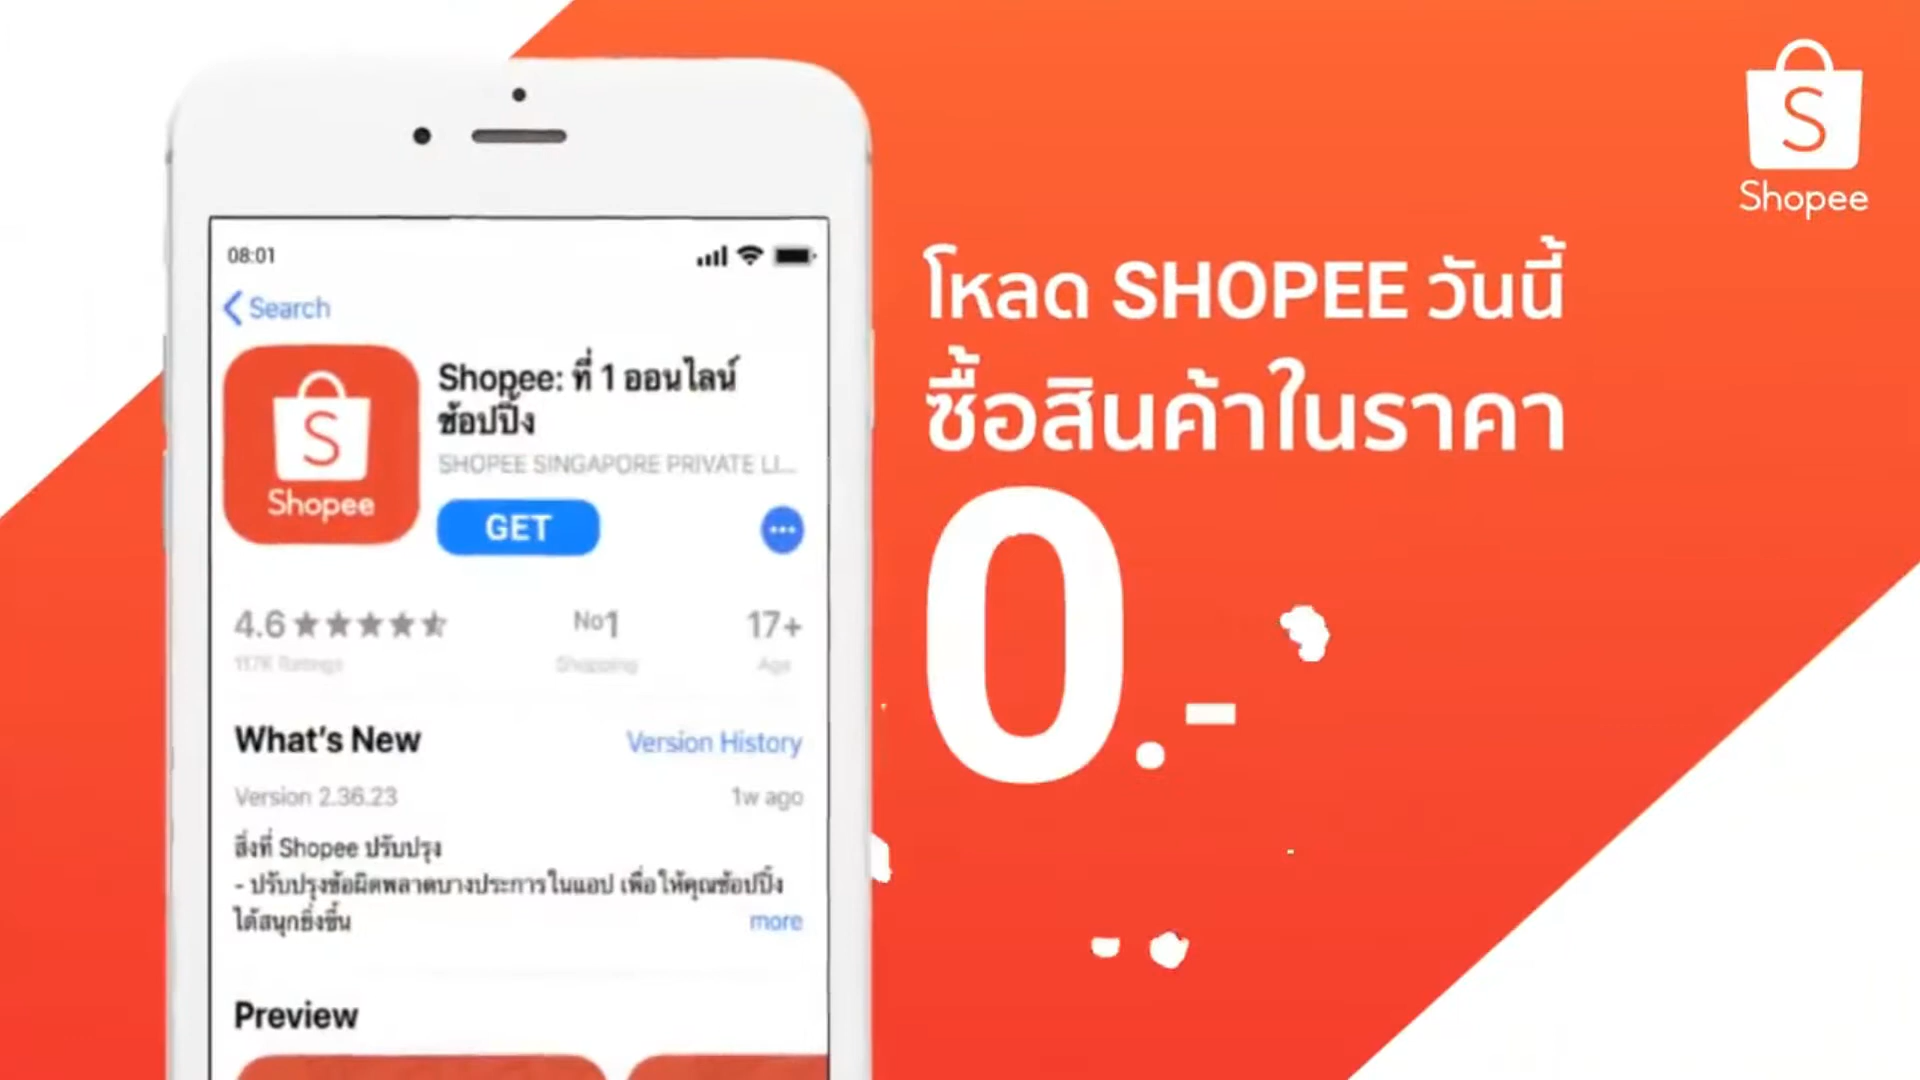 Shopee
โหลด SHOPEE วันนี้
ซื้อสินค้าในราคา
0.-
08:01
Search
Shopee: ที่ 1 ออนไลน์
ช้อปปิ้ง
SHOPEE SINGAPORE PRIVATE LI...
Shopee
GET
4.6
No1
17+
117K Ratings
Shopping
Age
What's New
Version History
Version 2.36.23
1w ago
สิ่งที่ Shopee ปรับปรุง
- ปรับปรุงข้อผิดพลาดบางประการในแอป เพื่อให้คุณช้อปปิ้ง
ได้สนุกยิ่งขึ้น
more
Preview